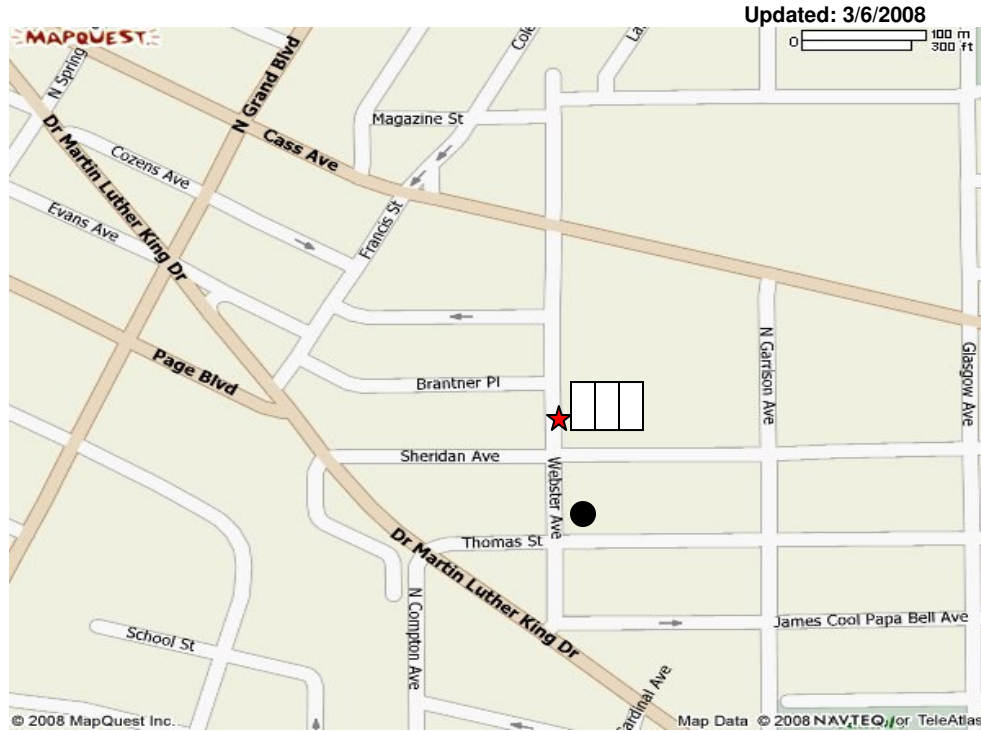 Updated: 3/6/2008
MAPQUEST
100 m
0
300 ft
N Spring
N Grand Blvd
Cole
La
Magazine St
Dr Martin Luther King Dr
Cass Ave
Cozens Ave
Evans Ave
Francis St
Page Blvd
Brantner Pl
N Garrison Ave
Glasgow Ave
Sheridan Ave
Webster Ave
Thomas St
Dr Martin Luther King Dr
N Compton Ave
James Cool Papa Bell Ave
School St
Cardinal Ave
© 2008 MapQuest Inc.
Map Data © 2008 NAVTEQ or TeleAtlas